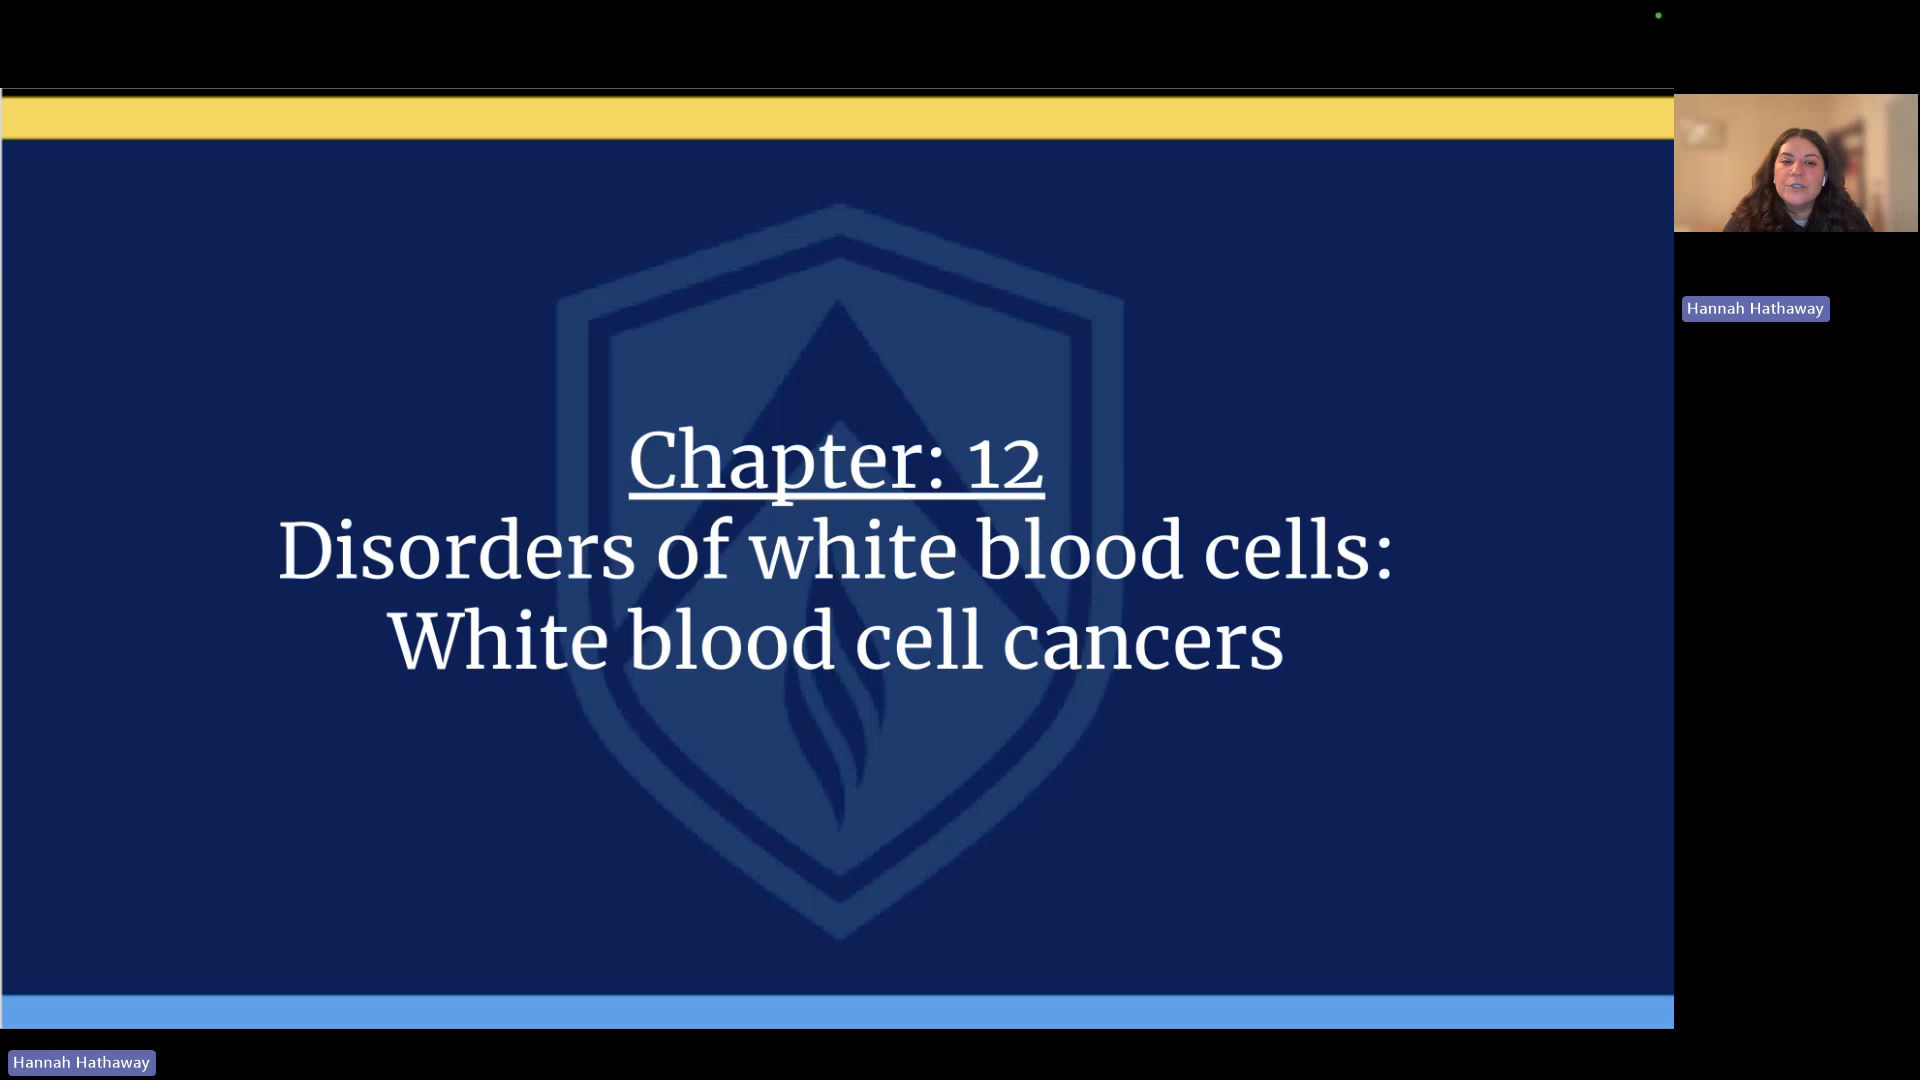 Chapter: 12
Disorders of white blood cells:
White blood cell cancers
Hannah Hathaway
Hannah Hathaway